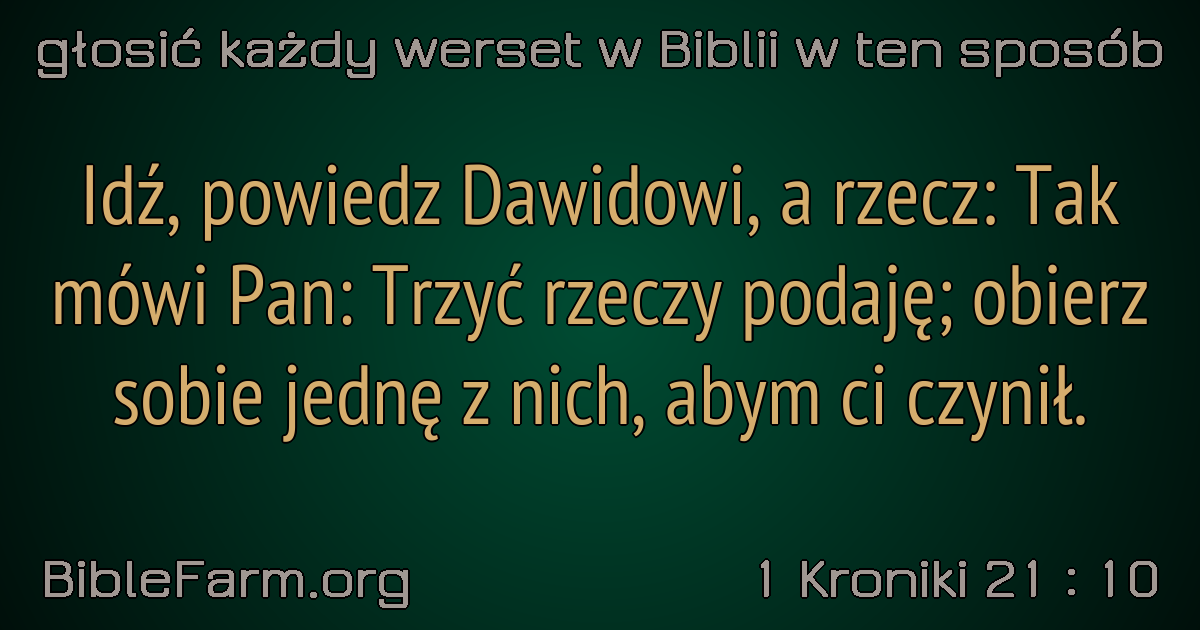 głosić każdy werset w Biblii w ten sposób
Idź, powiedz Dawidowi, a rzecz: Tak
mówi Pan: Trzyć rzeczy podaję; obierz
sobie jednę z nich, abym ci czynił.
BibleFarm.org
1 Kroniki 21 : 10